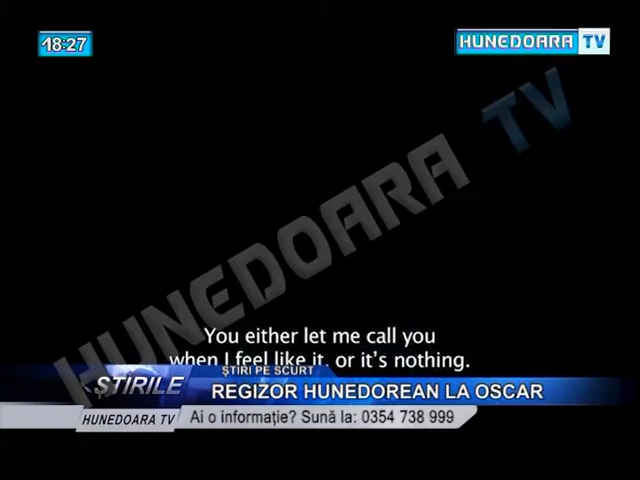 18:27
HUNEDOARA TV
HUNEDOARA TV
You either let me call you
when I feel like it, or it's nothing.
ȘTIRI PE SCURT
ȘTIRILE
REGIZOR HUNEDOREAN LA OSCAR
HUNEDOARA TV
Ai o informație? Sună la: 0354 738 999